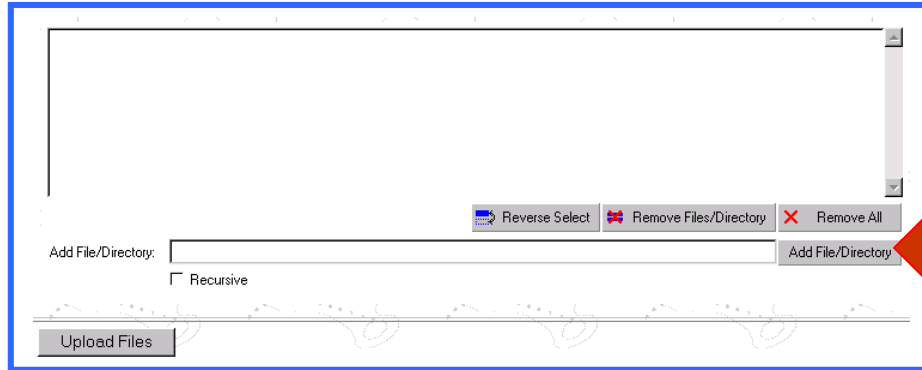 Reverse Select Remove Files/Directory Remove All
Add File/Directory: Add File/Directory
Recursive
Upload Files